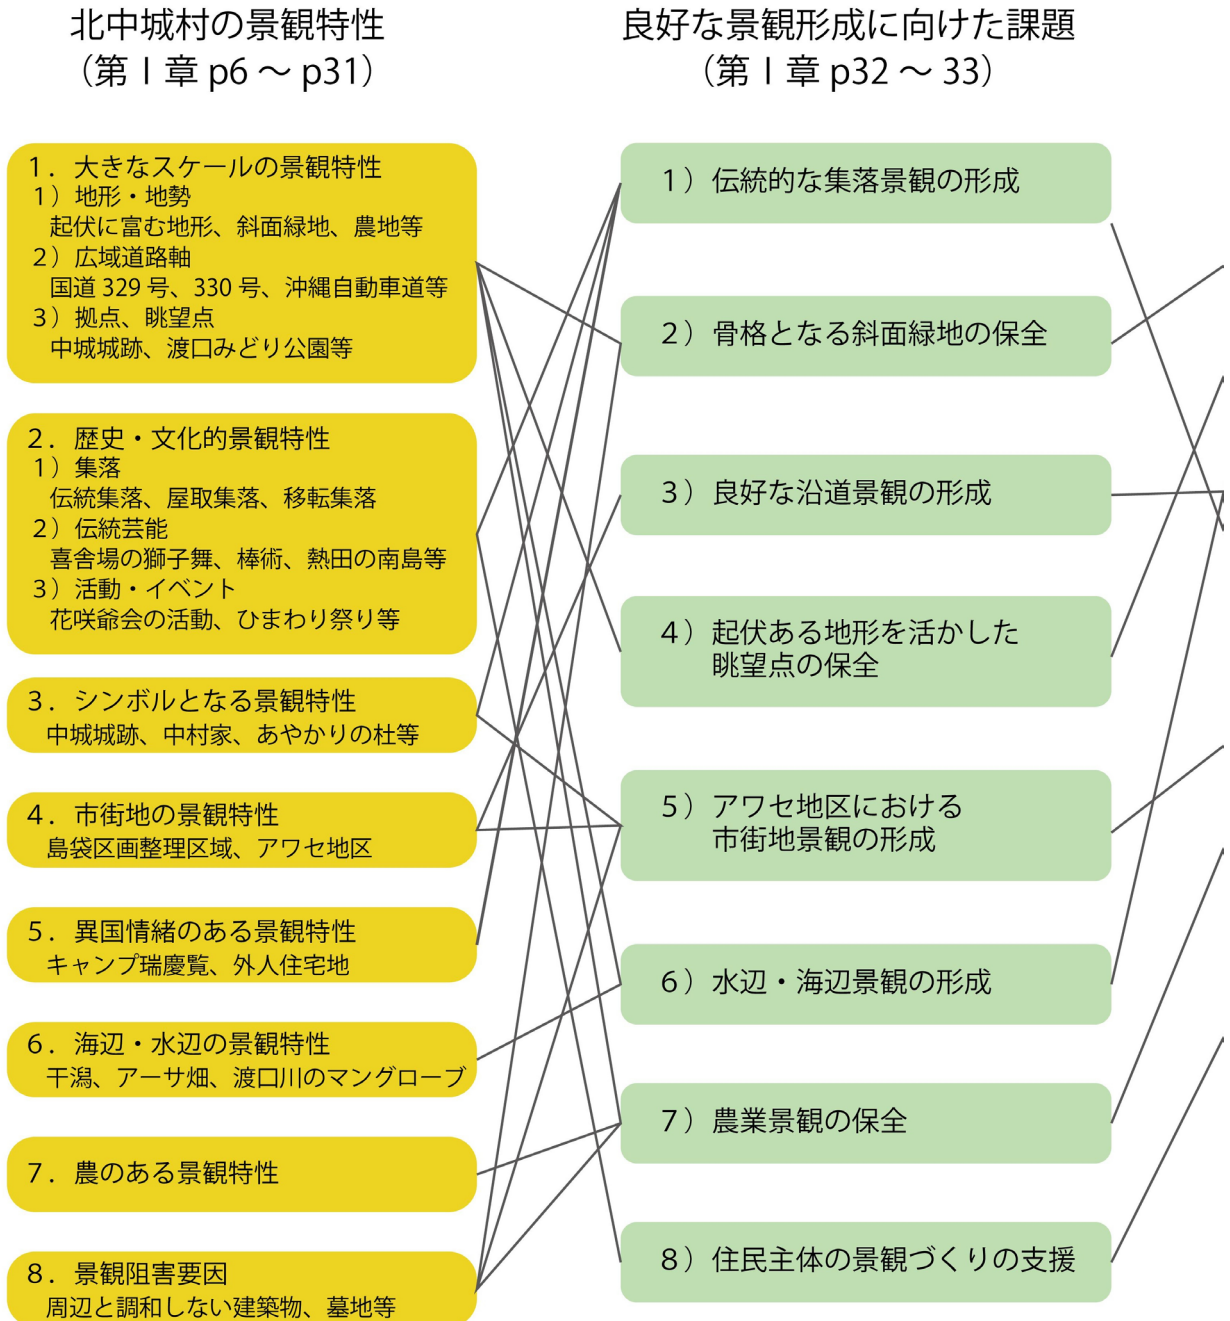 北中城村の景観特性
（第Ⅰ章 p6 ～ p31）
1．大きなスケールの景観特性
1）地形・地勢
起伏に富む地形、斜面緑地、農地等
2）広域道路軸
国道 329 号、330 号、沖縄自動車道等
3）拠点、眺望点
中城城跡、渡口みどり公園等
2．歴史・文化的景観特性
1）集落
伝統集落、屋取集落、移転集落
2）伝統芸能
喜舎場の獅子舞、棒術、熱田の南島等
3）活動・イベント
花咲爺会の活動、ひまわり祭り等
3．シンボルとなる景観特性
中城城跡、中村家、あやかりの杜等
4．市街地の景観特性
島袋区画整理区域、アワセ地区
5．異国情緒のある景観特性
キャンプ瑞慶覧、外人住宅地
6．海辺・水辺の景観特性
干潟、アーサ畑、渡口川のマングローブ
7．農のある景観特性
8．景観阻害要因
周辺と調和しない建築物、墓地等
良好な景観形成に向けた課題
（第Ⅰ章 p32 ～ 33）
1）伝統的な集落景観の形成
2）骨格となる斜面緑地の保全
3）良好な沿道景観の形成
4）起伏ある地形を活かした
眺望点の保全
5）アワセ地区における
市街地景観の形成
6）水辺・海辺景観の形成
7）農業景観の保全
8）住民主体の景観づくりの支援